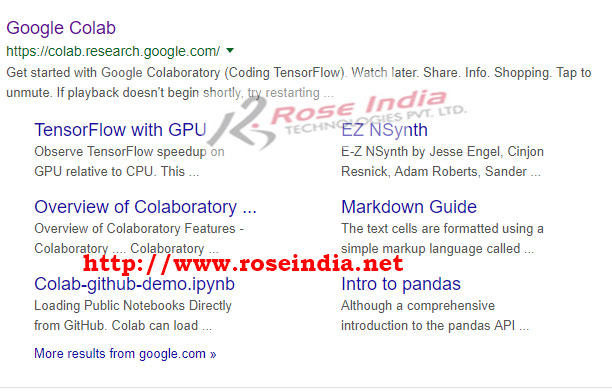 Google Colab
https://colab.research.google.com/
Get started with Google Colaboratory (Coding TensorFlow). Watch later. Share. Info. Shopping. Tap to
unmute. If playback doesn't begin shortly, try restarting ...
Rose India
TECHNOLOGIES PVT. LTD.
TensorFlow with GPU
Observe TensorFlow speedup on
GPU relative to CPU. This ...
EZ NSynth
E-Z NSynth by Jesse Engel, Cinjon
Resnick, Adam Roberts, Sander ...
Overview of Colaboratory ...
Overview of Colaboratory Features -
Colaboratory .... Colaboratory ...
Markdown Guide
The text cells are formatted using a
simple markup language called ...
http://www.roseindia.net
Colab-github-demo.ipynb
Loading Public Notebooks Directly
from GitHub. Colab can load ...
Intro to pandas
Although a comprehensive
introduction to the pandas API ...
More results from google.com »